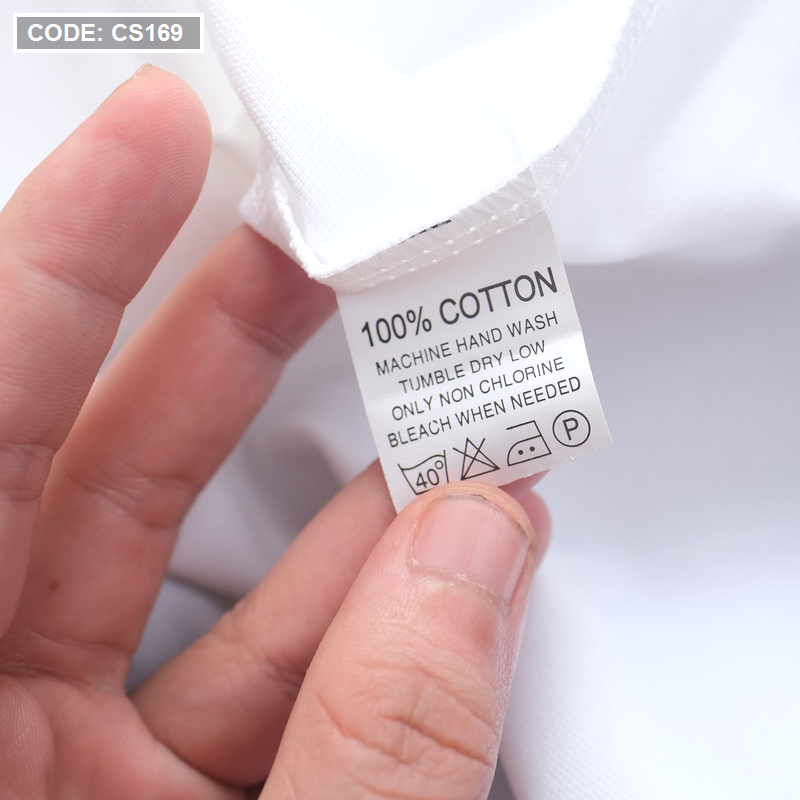 CODE: CS169
100% COTTON
MACHINE HAND WASH
TUMBLE DRY LOW
ONLY NON CHLORINE
BLEACH WHEN NEEDED
40° P